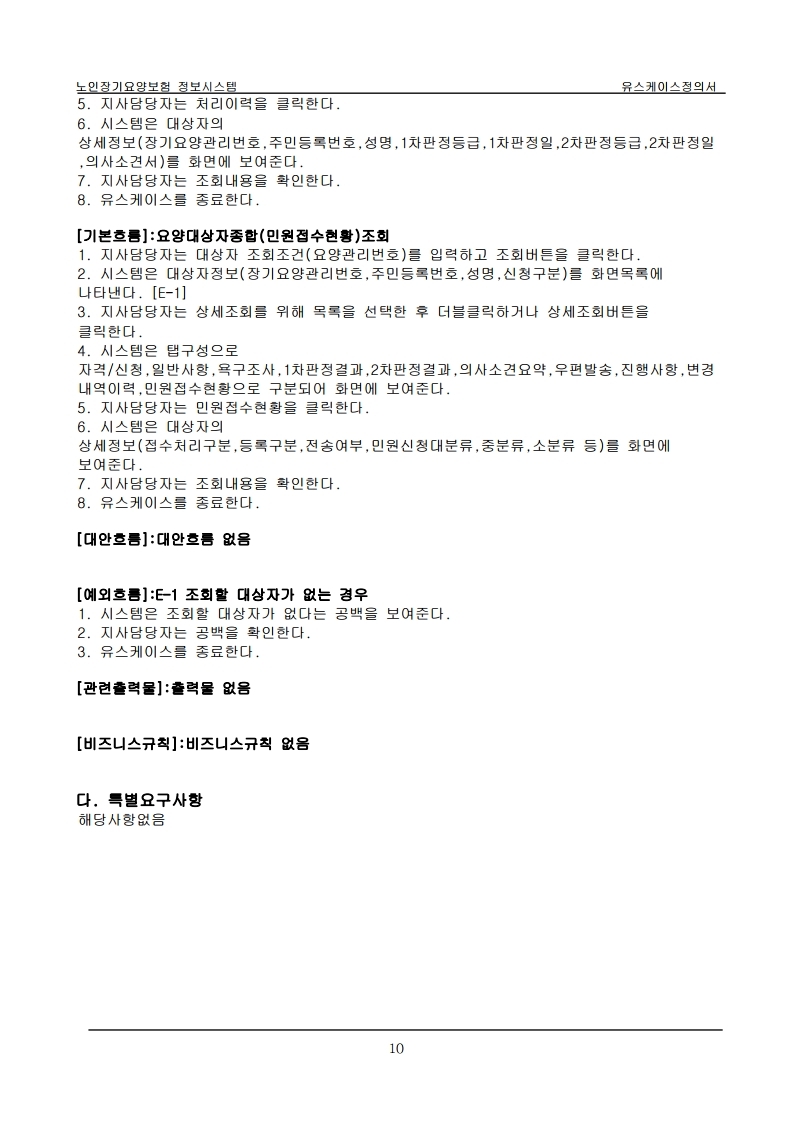 노인장기요양보험 정보시스템 유스케이스정의서
5. 지사담당자는 처리이력을 클릭한다.
6. 시스템은 대상자의
상세정보(장기요양관리번호,주민등록번호,성명,1차판정등급,1차판정일,2차판정등급,2차판정일
,의사소견서)를 화면에 보여준다.
7. 지사담당자는 조회내용을 확인한다.
8. 유스케이스를 종료한다.
[기본흐름]:요양대상자종합(민원접수현황)조회
1. 지사담당자는 대상자 조회조건(요양관리번호)를 입력하고 조회버튼을 클릭한다.
2. 시스템은 대상자정보(장기요양관리번호,주민등록번호,성명,신청구분)를 화면목록에
나타낸다. [E-1]
3. 지사담당자는 상세조회를 위해 목록을 선택한 후 더블클릭하거나 상세조회버튼을
클릭한다.
4. 시스템은 탭구성으로
자격/신청,일반사항,욕구조사,1차판정결과,2차판정결과,의사소견요약,우편발송,진행사항,변경
내역이력,민원접수현황으로 구분되어 화면에 보여준다.
5. 지사담당자는 민원접수현황을 클릭한다.
6. 시스템은 대상자의
상세정보(접수처리구분,등록구분,전송여부,민원신청대분류,중분류,소분류 등)를 화면에
보여준다.
7. 지사담당자는 조회내용을 확인한다.
8. 유스케이스를 종료한다.
[대안흐름]:대안흐름 없음
[예외흐름]:E-1 조회할 대상자가 없는 경우
1. 시스템은 조회할 대상자가 없다는 공백을 보여준다.
2. 지사담당자는 공백을 확인한다.
3. 유스케이스를 종료한다.
[관련출력물]:출력물 없음
[비즈니스규칙]:비즈니스규칙 없음
다. 특별요구사항
해당사항없음
10